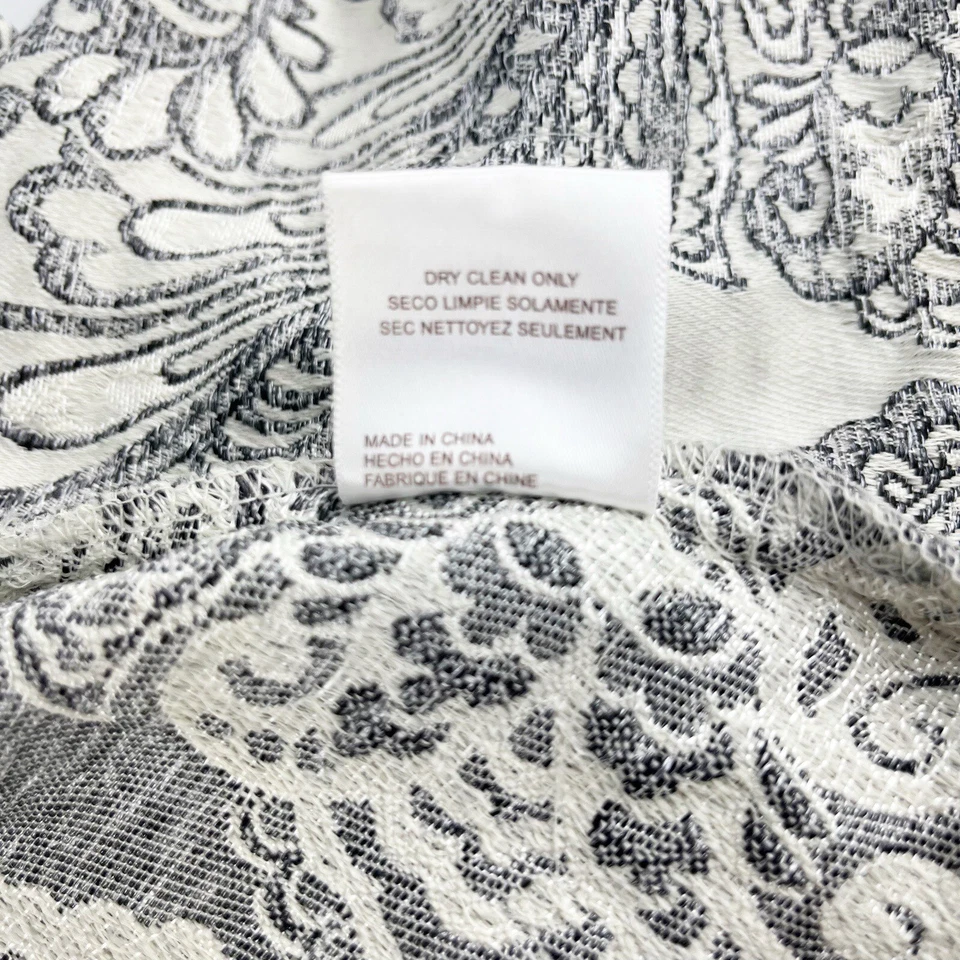 DRY CLEAN ONLY
SECO LIMPIE SOLAMENTE
SEC NETTOYEZ SEULEMENT
MADE IN CHINA
HECHO EN CHINA
FABRIQUE EN CHINE